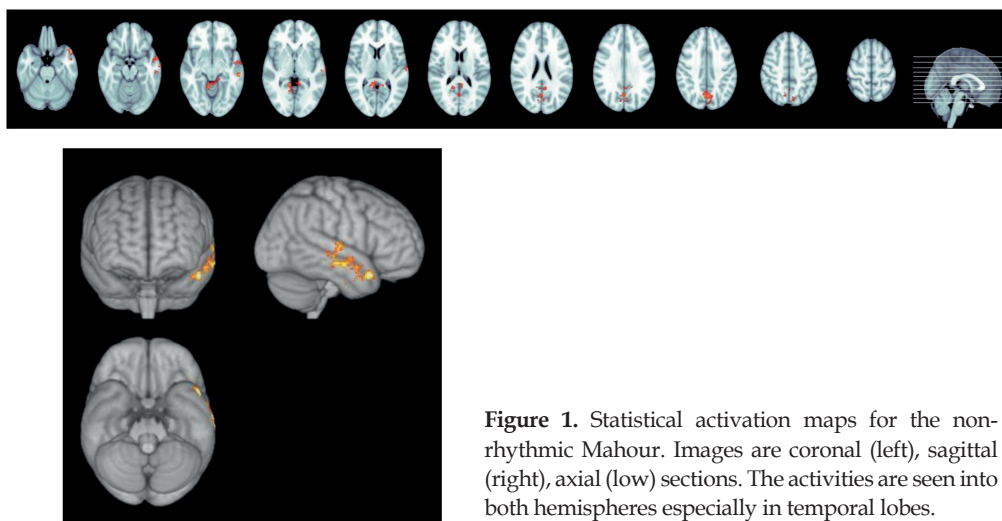 Figure 1. Statistical activation maps for the non-
rhythmic Mahour. Images are coronal (left), sagittal
(right), axial (low) sections. The activities are seen into
both hemispheres especially in temporal lobes.